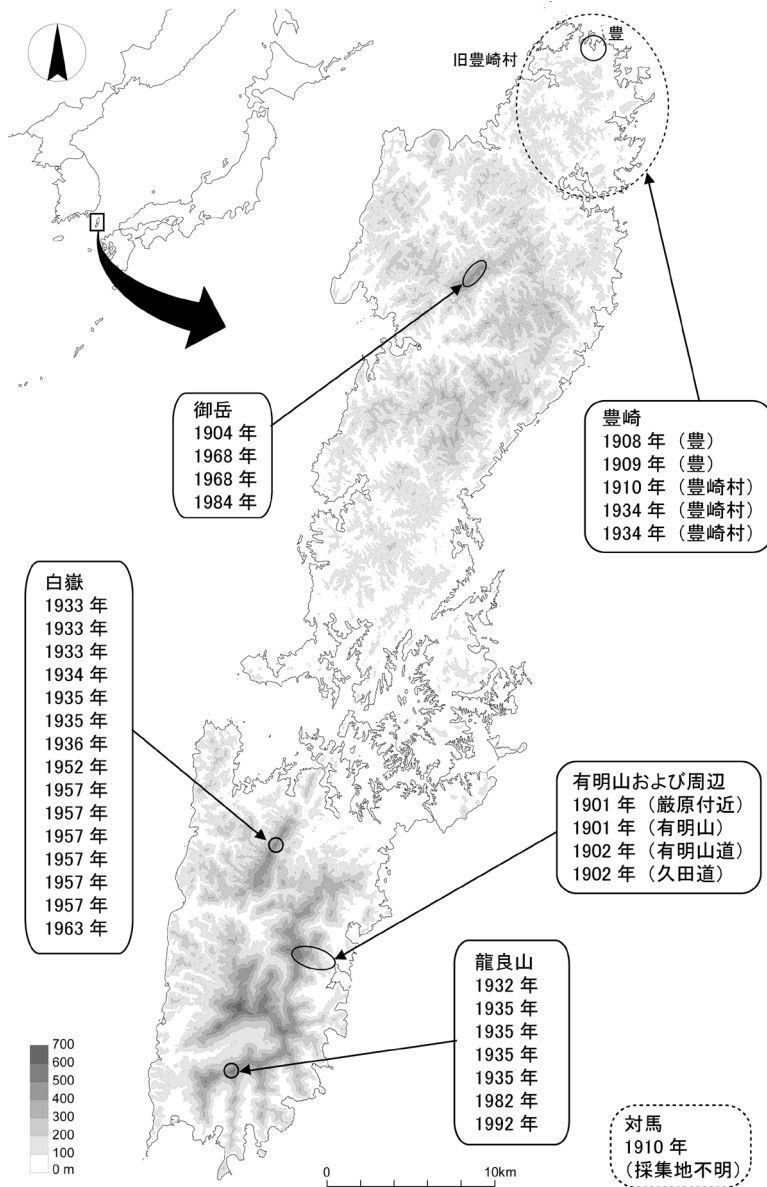 豊
旧豊崎村
御岳
1904 年
1968 年
1968 年
1984 年
豊崎
1908 年（豊）
1909 年（豊）
1910 年（豊崎村）
1934 年（豊崎村）
1934 年（豊崎村）
白嶽
1933 年
1933 年
1933 年
1934 年
1935 年
1935 年
1936 年
1952 年
1957 年
1957 年
1957 年
1957 年
1957 年
1957 年
1963 年
有明山および周辺
1901 年（厳原付近）
1901 年（有明山）
1902 年（有明山道）
1902 年（久田道）
龍良山
1932 年
1935 年
1935 年
1935 年
1935 年
1982 年
1992 年
700
600
500
400
300
200
100
0 m
0 10km
対馬
1910 年
（採集地不明）